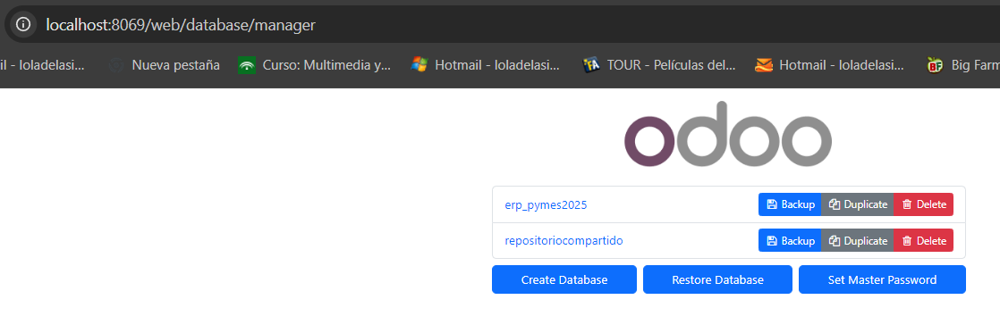 localhost:8069/web/database/manager
il - loladelasi... Nueva pestaña Curso: Multimedia y... Hotmail - loladelasi... TOUR - Películas del... Hotmail - loladelasi... Big Farm
odoo
erp_pymes2025 Backup Duplicate Delete
repositoriocompartido Backup Duplicate Delete
Create Database Restore Database Set Master Password